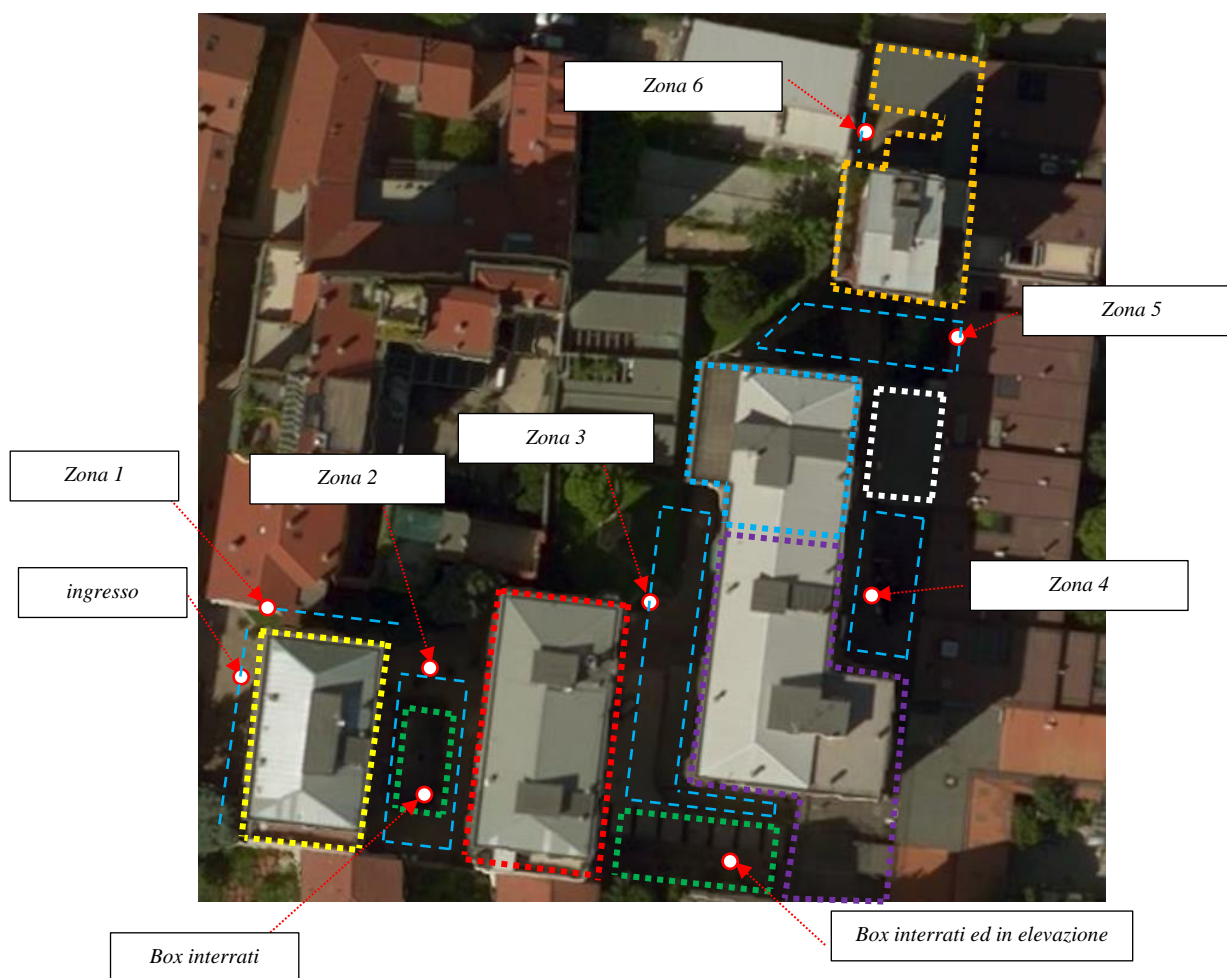 Zona 6
Zona 5
Zona 3
Zona 1
Zona 2
ingresso
Zona 4
Box interrati ed in elevazione
Box interrati